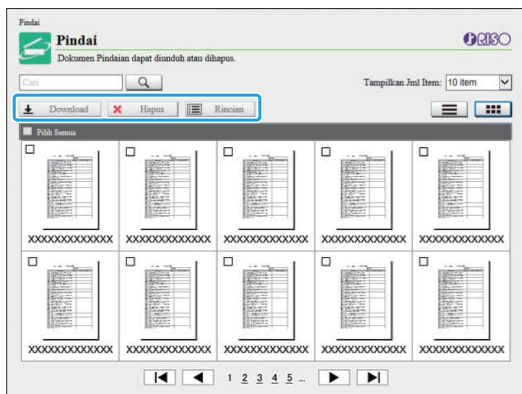 Pindai
Pindai
RISO
Dokumen Pindaian dapat diunduh atau dihapus.
Cari
Tampilkan Jml Item: 10 item
Download Hapus Rincian
Pilih Semua
XXXXXXXXXXXXX XXXXXXXXXXXXX XXXXXXXXXXXXX XXXXXXXXXXXXX XXXXXXXXXXXXX
XXXXXXXXXXXXX XXXXXXXXXXXXX XXXXXXXXXXXXX XXXXXXXXXXXXX XXXXXXXXXXXXX
1 2 3 4 5 ...